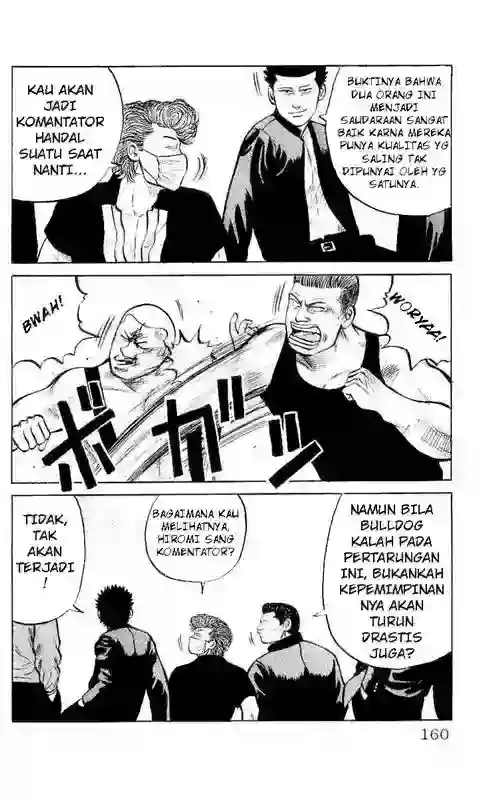 BUKTINYA BAHWA
DUA ORANG INI
MENJADI
SAUDARAAN SANGAT
BAIK KARNA MEREKA
PUNYA KUALITAS YG
SALING TAK
DIPUNYAI OLEH YG
SATUNYA.
KAU AKAN
JADI
KOMANTATOR
HANDAL
SUATU SAAT
NANTI...
WORYAA!
BWAH!
ボガッ
NAMUN BILA
BULLDOG
KALAH PADA
PERTARUNGAN
INI, BUKANKAH
KEPEMIMPINAN
NYA AKAN
TURUN
DRASTIS
JUGA?
BAGAIMANA KAU
MELIHATNYA,
HIROMI SANG
KOMENTATOR?
TIDAK,
TAK
AKAN
TERJADI
!
160